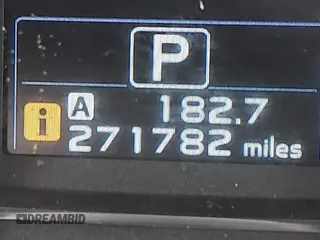 P
i A 182.7
271782 miles
DREAMBID